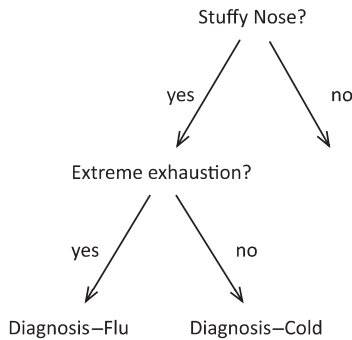 Stuffy Nose?
yes
no
Extreme exhaustion?
yes
no
Diagnosis–Flu
Diagnosis–Cold